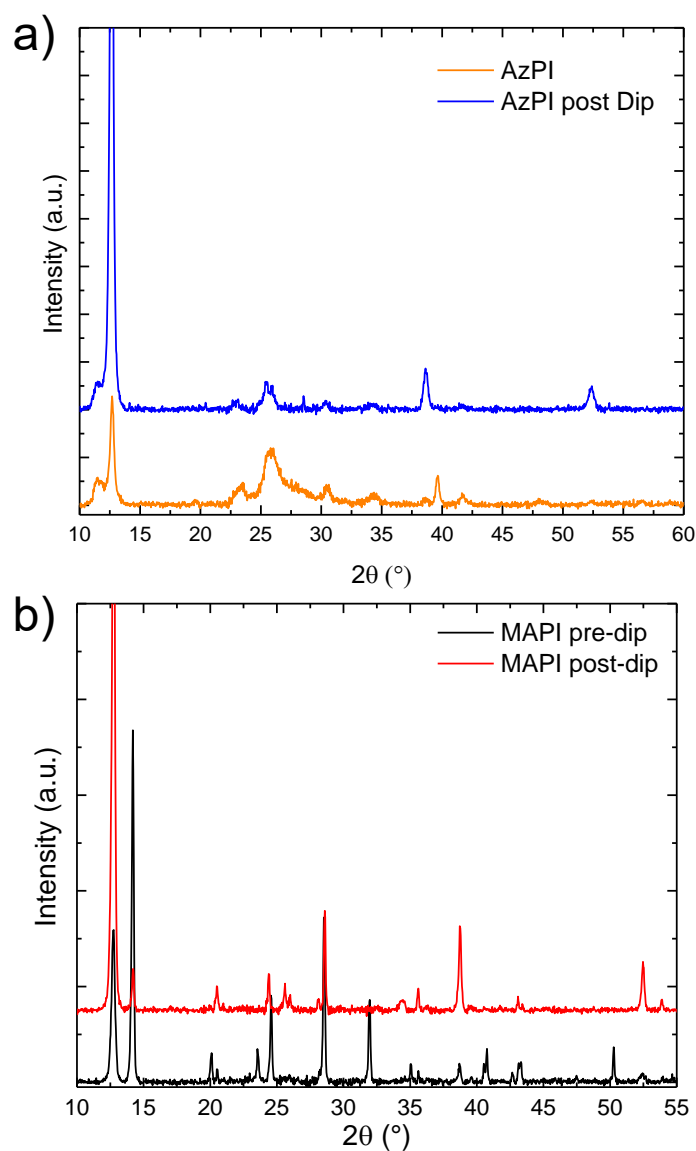 a)
AzPI
AzPI post Dip
Intensity (a.u.)
10 15 20 25 30 35 40 45 50 55 60
2θ (°)
b)
MAPI pre-dip
MAPI post-dip
Intensity (a.u.)
10 15 20 25 30 35 40 45 50 55
2θ (°)